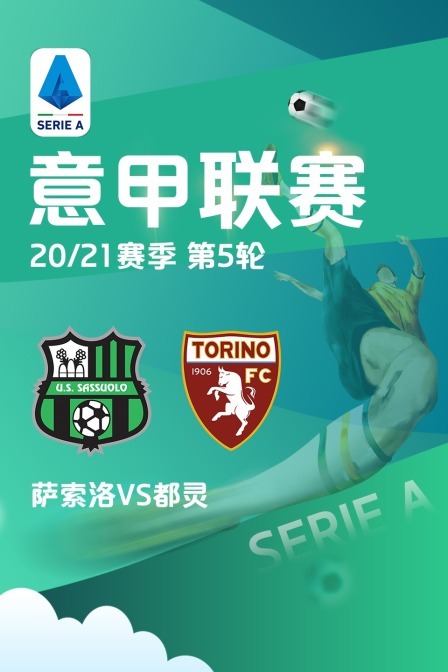 SERIE A
意甲联赛
20/21赛季 第5轮
U.S. SASSUOLO
TORINO
1906
FC
萨索洛VS都灵
SERIE A